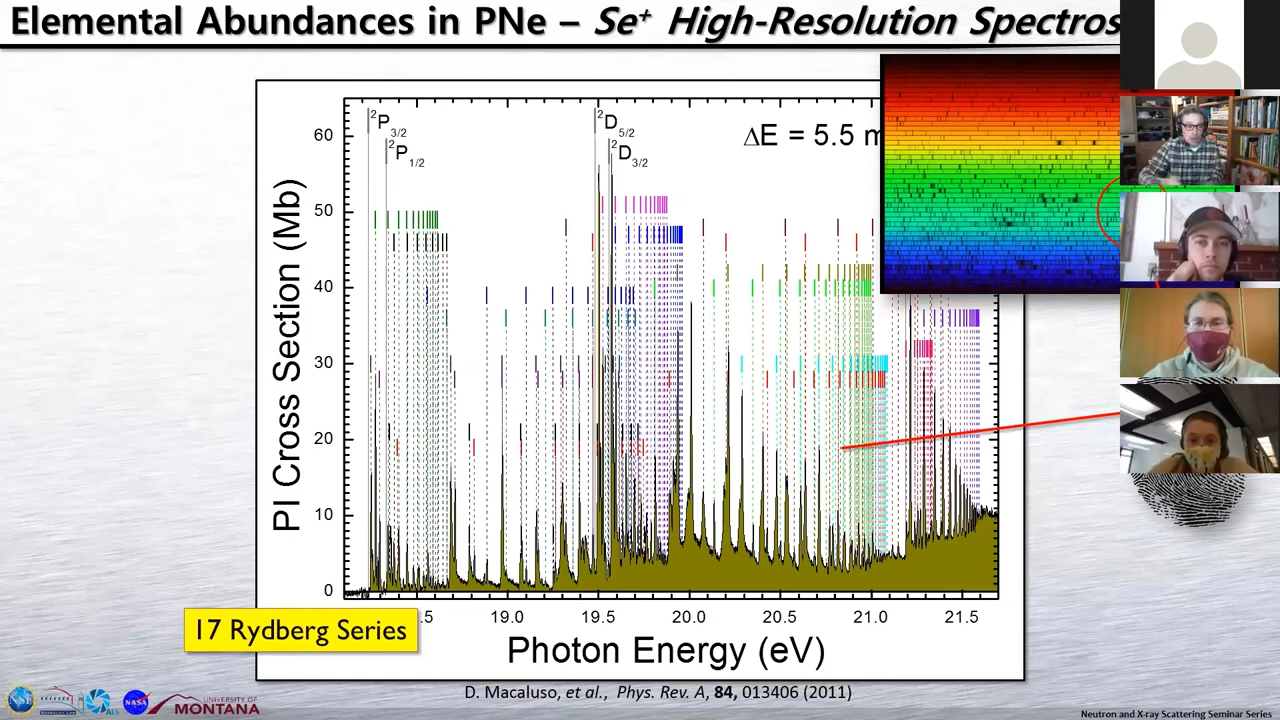 Elemental Abundances in PNe – Se⁺ High-Resolution Spectros
²P₃/₂
²P₁/₂
²D₅/₂
²D₃/₂
ΔE = 5.5 m
PI Cross Section (Mb)
60
50
40
30
20
10
0
.5
19.0
19.5
20.0
20.5
21.0
21.5
Photon Energy (eV)
17 Rydberg Series
D. Macaluso, et al., Phys. Rev. A, 84, 013406 (2011)
NSF
ALS
NASA
UNIVERSITY OF
MONTANA
Neutron and X-ray Scattering Seminar Series